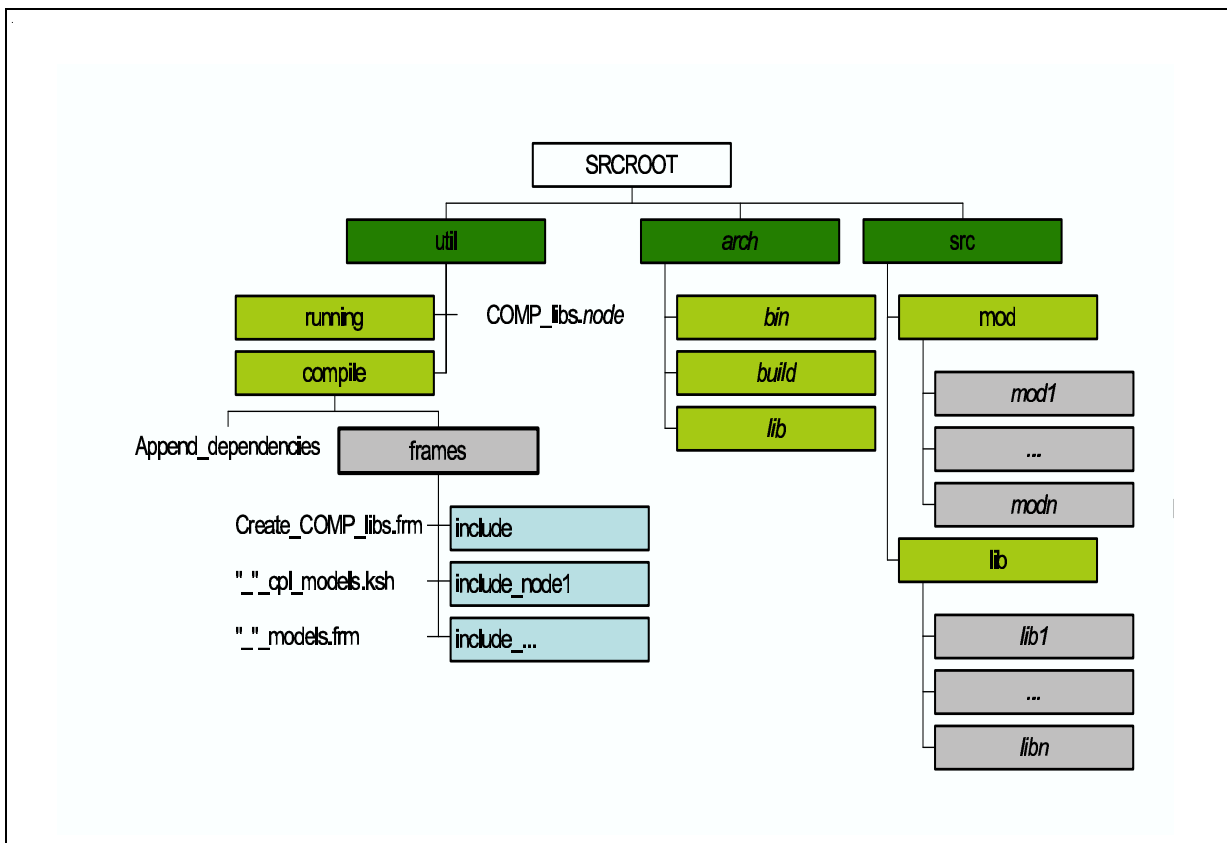 SRCROOT
util
arch
src
running
COMP_libs.node
bin
mod
compile
build
mod1
Append_dependencies
frames
lib
...
modn
Create_COMP_libs.frm
include
lib
"_"_cpl_models.ksh
include_node1
"_"_models.frm
include_...
lib1
...
libn